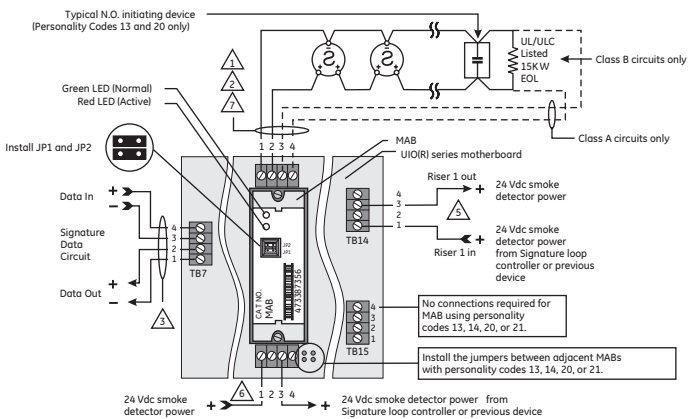 Typical N.O. initiating device
(Personality Codes 13 and 20 only)
UL/ULC
Listed
15KW
EOL
Class B circuits only
Class A circuits only
1
2
7
Green LED (Normal)
Red LED (Active)
1 2 3 4
Install JP1 and JP2
MAB
UIO(R) series motherboard
Data In
+
–
Signature
Data
Circuit
Data Out
+
–
4
3
2
1
TB7
3
JP2
JP1
CAT NO.
MAB
473387356
4
3
2
1
TB14
Riser 1 out
+
24 Vdc smoke
detector power
5
Riser 1 in
+
24 Vdc smoke
detector power
from Signature loop
controller or previous
device
4
3
2
1
TB15
No connections required for
MAB using personality
codes 13, 14, 20, or 21.
Install the jumpers between adjacent MABs
with personality codes 13, 14, 20, or 21.
6
1 2 3 4
24 Vdc smoke
detector power
+
+
24 Vdc smoke detector power from
Signature loop controller or previous device